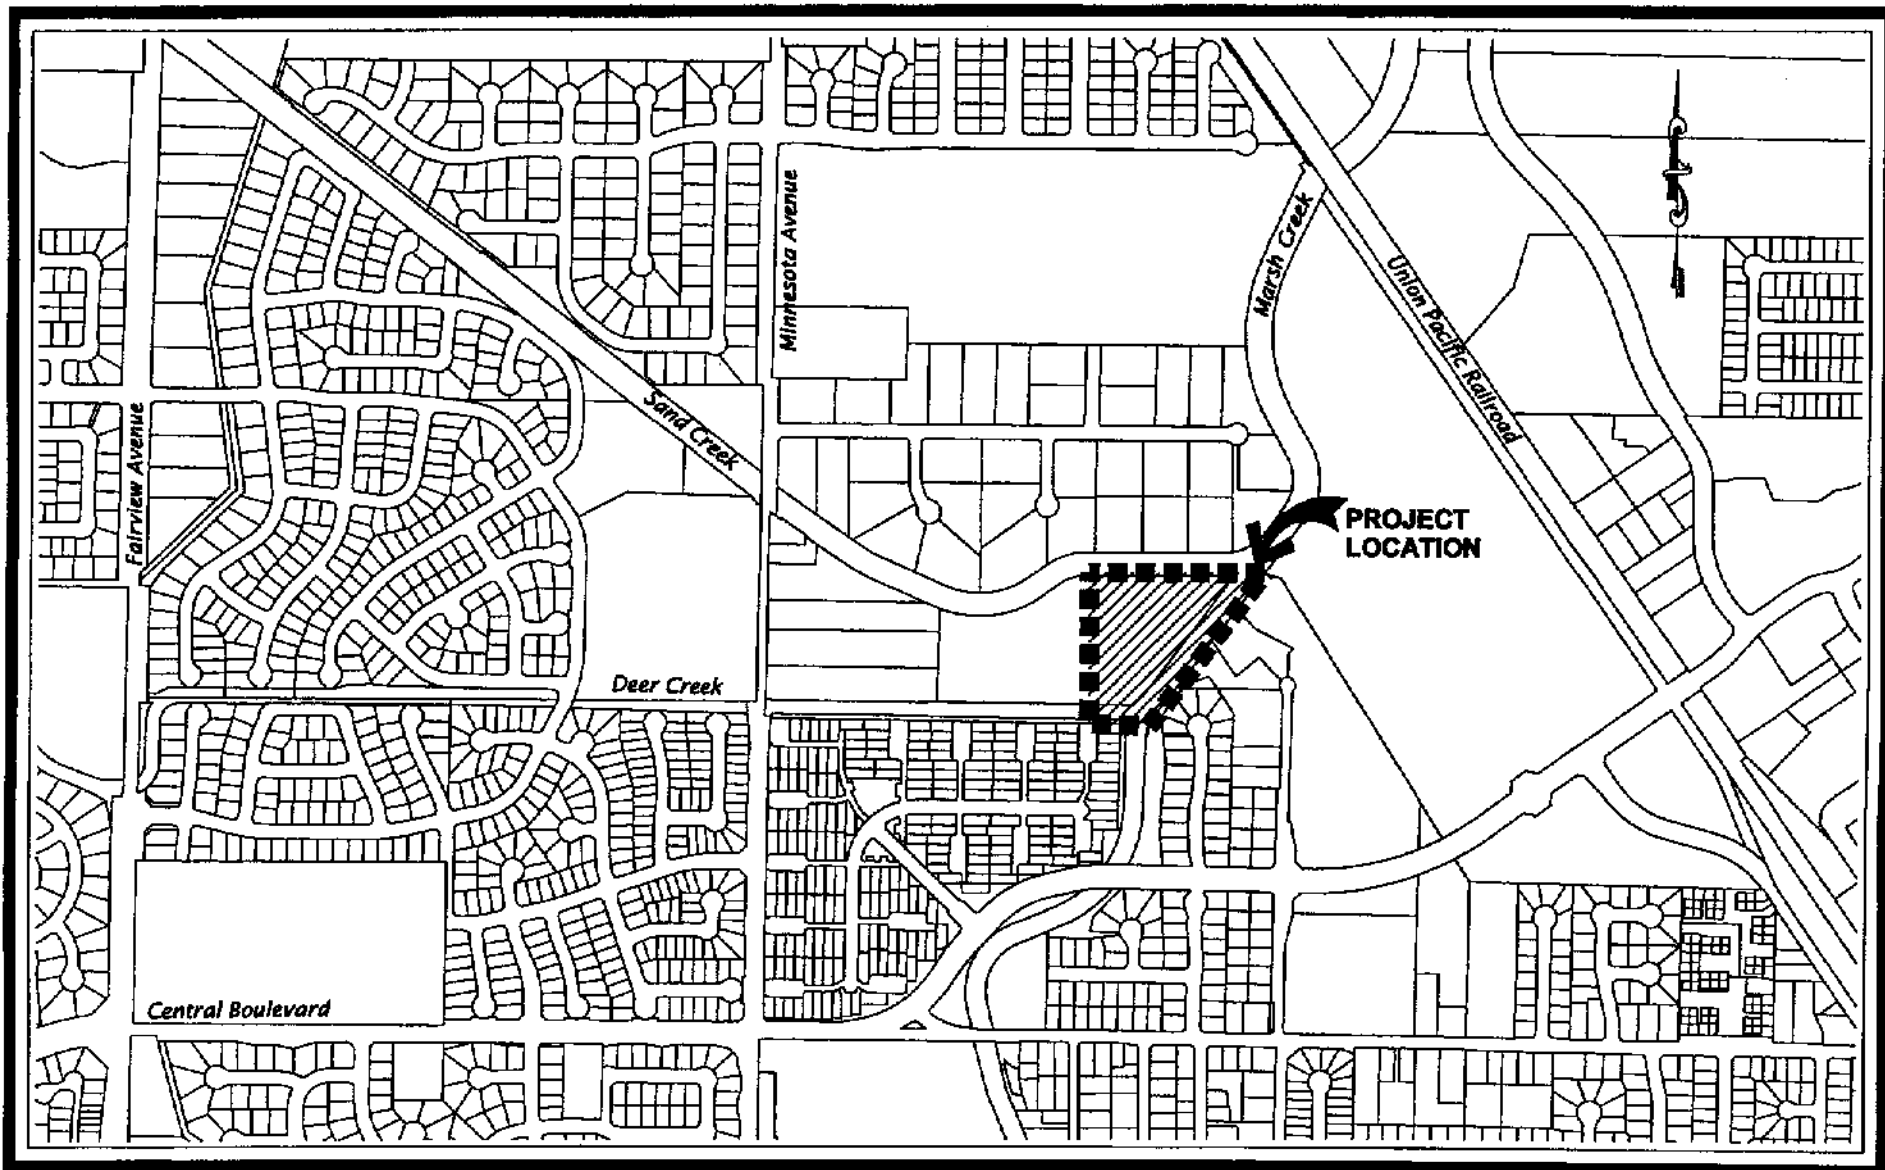 Minnesota Avenue
Marsh Creek
Union Pacific Railroad
Sand Creek
Fairview Avenue
PROJECT
LOCATION
Deer Creek
Central Boulevard